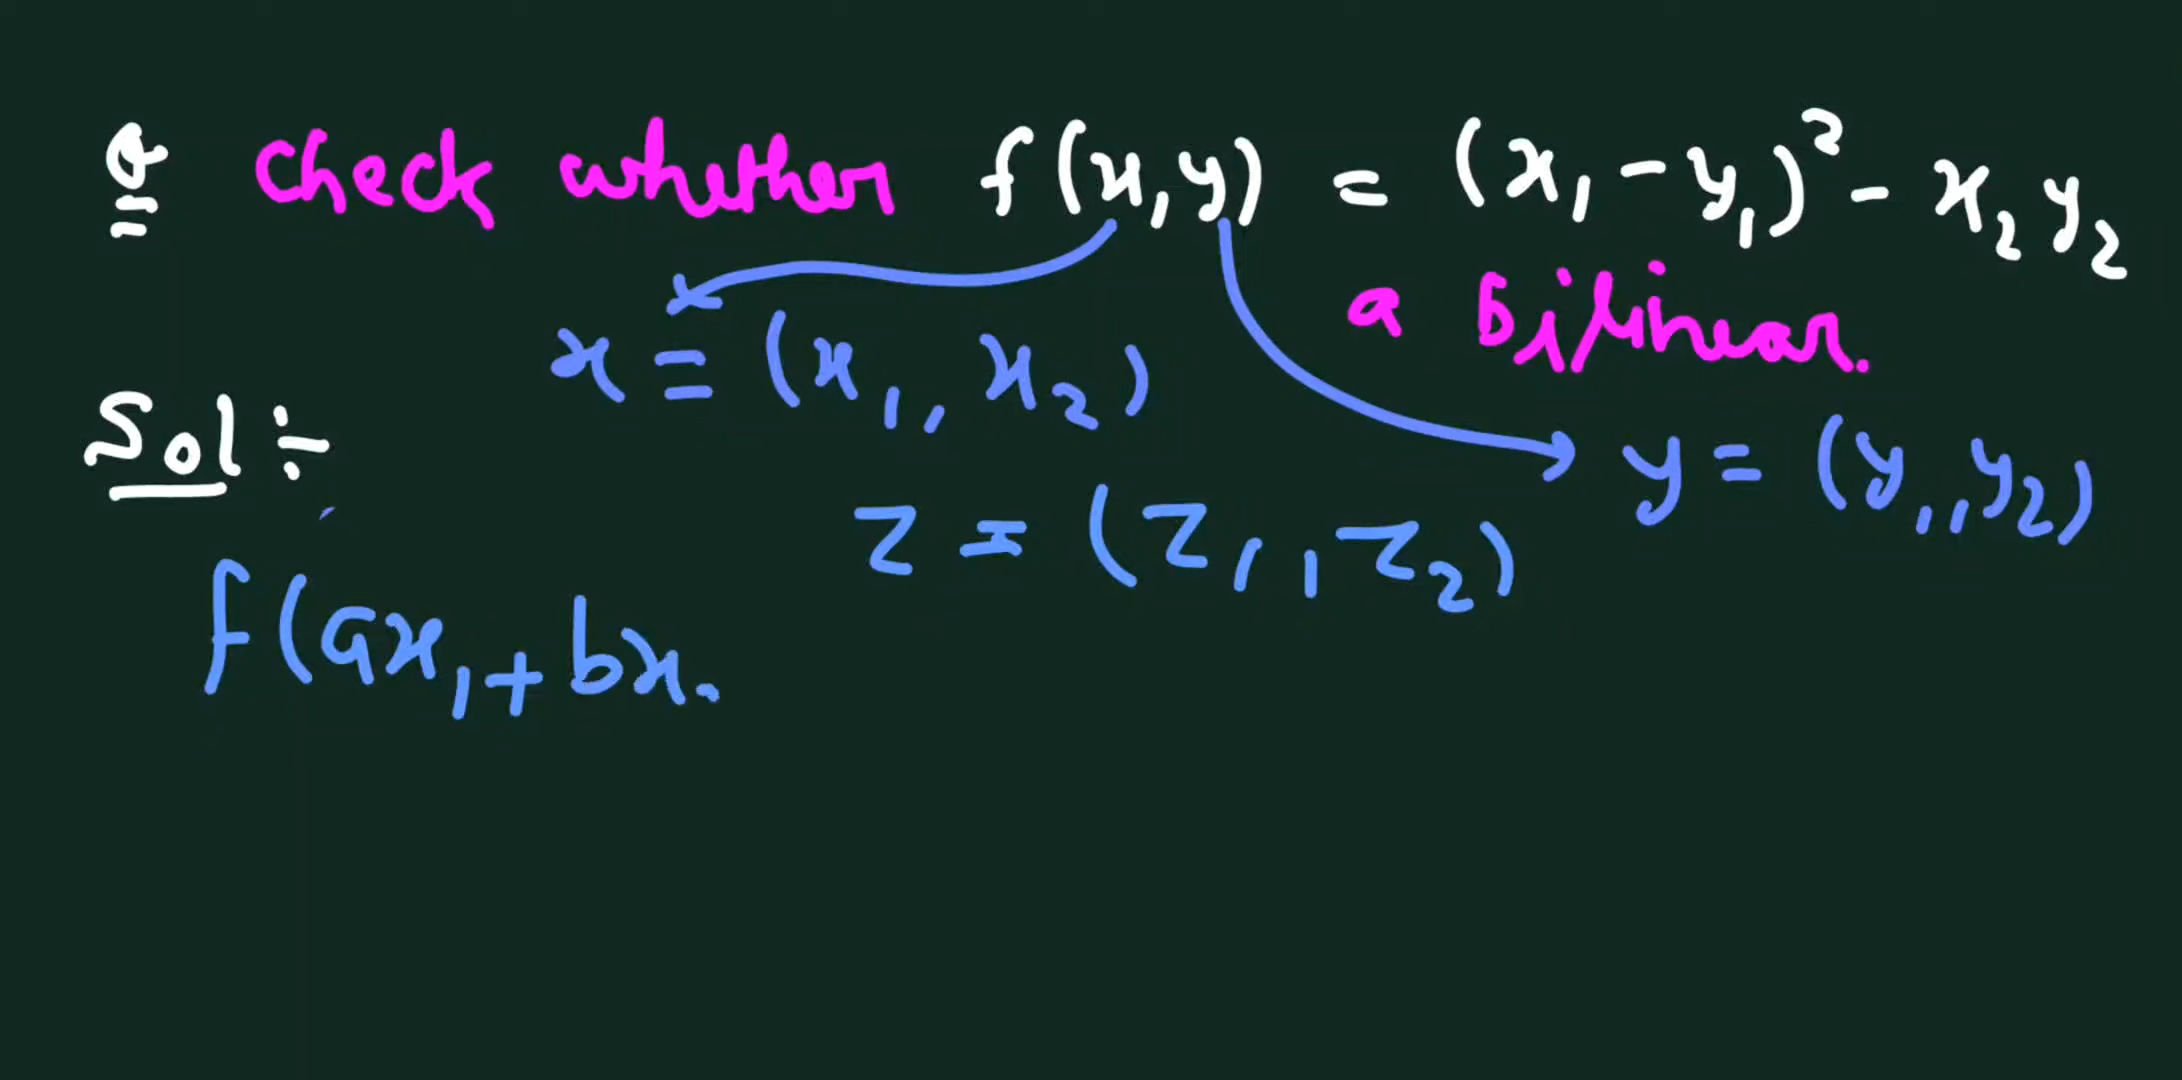 Q Check whether f(x,y) = (x₁-y₁)² - x₂y₂
a bilinear.
x = (x₁, x₂)
Sol ÷
y = (y₁, y₂)
z = (z₁, z₂)
f(ax₁ + bx